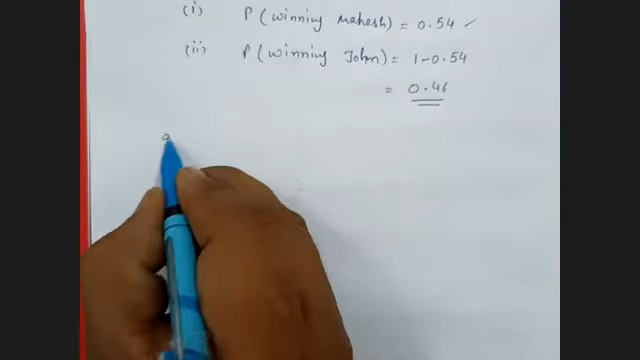 (i) P (winning Mahesh) = 0.54 ✓
(ii) P (winning John) = 1-0.54
= 0.46